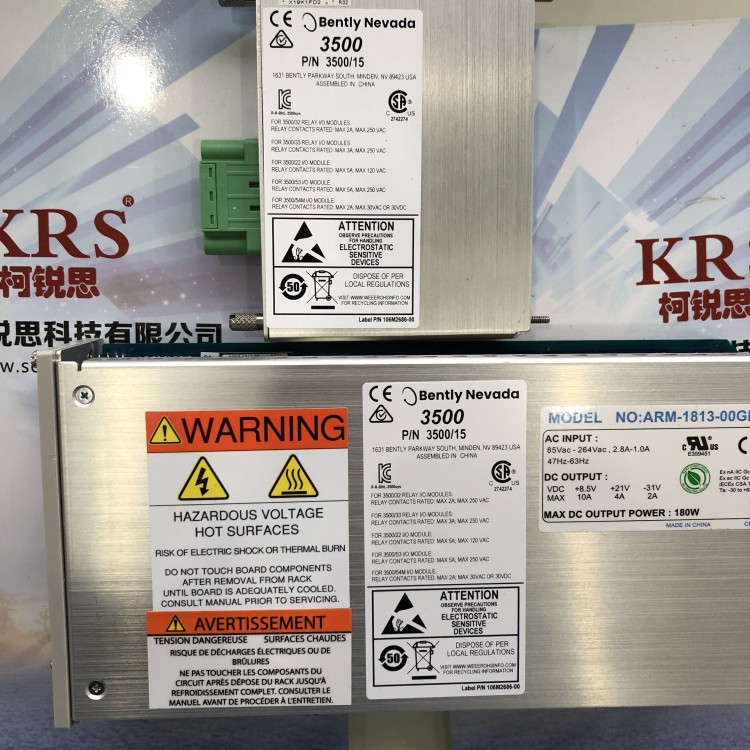 Bently Nevada
3500
P/N 3500/15
1631 BENTLY PARKWAY SOUTH, MINDEN, NV 89423 USA
ASSEMBLED IN CHINA
R-R-BHL-3500sys
C US
2742274
FOR 3500/32 RELAY I/O MODULES:
RELAY CONTACTS RATED: MAX 2A, MAX 250 VAC
FOR 3500/33 RELAY I/O MODULES:
RELAY CONTACTS RATED: MAX 3A; MAX 250 VAC
FOR 3500/22 I/O MODULE:
RELAY CONTACTS RATED: MAX 5A; MAX 120 VAC
FOR 3500/53 I/O MODULE:
RELAY CONTACTS RATED: MAX 5A; MAX 250 VAC
FOR 3500/54M I/O MODULE:
RELAY CONTACTS RATED: MAX 2A; MAX 30VAC OR 30VDC
ATTENTION
OBSERVE PRECAUTIONS
FOR HANDLING
ELECTROSTATIC
SENSITIVE
DEVICES
50
DISPOSE OF PER
LOCAL REGULATIONS
VISIT WWW.WEEEROHSINFO.COM
FOR RECYCLING INFORMATION
Label P/N 106M2686-00
KRS®
柯锐思
锐思科技有限公司
KRS
柯锐思
WARNING
HAZARDOUS VOLTAGE
HOT SURFACES
RISK OF ELECTRIC SHOCK OR THERMAL BURN
DO NOT TOUCH BOARD COMPONENTS
AFTER REMOVAL FROM RACK
UNTIL BOARD IS ADEQUATELY COOLED.
CONSULT MANUAL PRIOR TO SERVICING.
AVERTISSEMENT
TENSION DANGEREUSE SURFACES CHAUDES
RISQUE DE DÉCHARGES ÉLECTRIQUES OU DE
BRÛLURES
NE PAS TOUCHER LES COMPOSANTS DU
CIRCUIT APRÈS DÉPOSE DU RACK JUSQU'À
REFROIDISSEMENT COMPLET. CONSULTER LE
MANUEL AVANT DE PROCÉDER À L'ENTRETIEN.
Bently Nevada
3500
P/N 3500/15
1631 BENTLY PARKWAY SOUTH, MINDEN, NV 89423 USA
ASSEMBLED IN CHINA
R-R-BHL-3500sys
C US
2742274
FOR 3500/32 RELAY I/O MODULES:
RELAY CONTACTS RATED: MAX 2A; MAX 250 VAC
FOR 3500/33 RELAY I/O MODULES:
RELAY CONTACTS RATED: MAX 3A; MAX 250 VAC
FOR 3500/22 I/O MODULE:
RELAY CONTACTS RATED: MAX 5A; MAX 120 VAC
FOR 3500/53 I/O MODULE:
RELAY CONTACTS RATED: MAX 5A; MAX 250 VAC
FOR 3500/54M I/O MODULE:
RELAY CONTACTS RATED: MAX 2A; MAX 30VAC OR 30VDC
ATTENTION
OBSERVE PRECAUTIONS
FOR HANDLING
ELECTROSTATIC
SENSITIVE
DEVICES
50
DISPOSE OF PER
LOCAL REGULATIONS
VISIT WWW.WEEEROHSINFO.COM
FOR RECYCLING INFORMATION
Label P/N 106M2686-00
MODEL NO:ARM-1813-00G
AC INPUT :
85Vac - 264Vac , 2.8A-1.0A
47Hz-63Hz
C US
E359451
DC OUTPUT :
VDC +8.5V +21V -31V
MAX 10A 4A 2A
MAX DC OUTPUT POWER : 180W
MADE IN CHINA